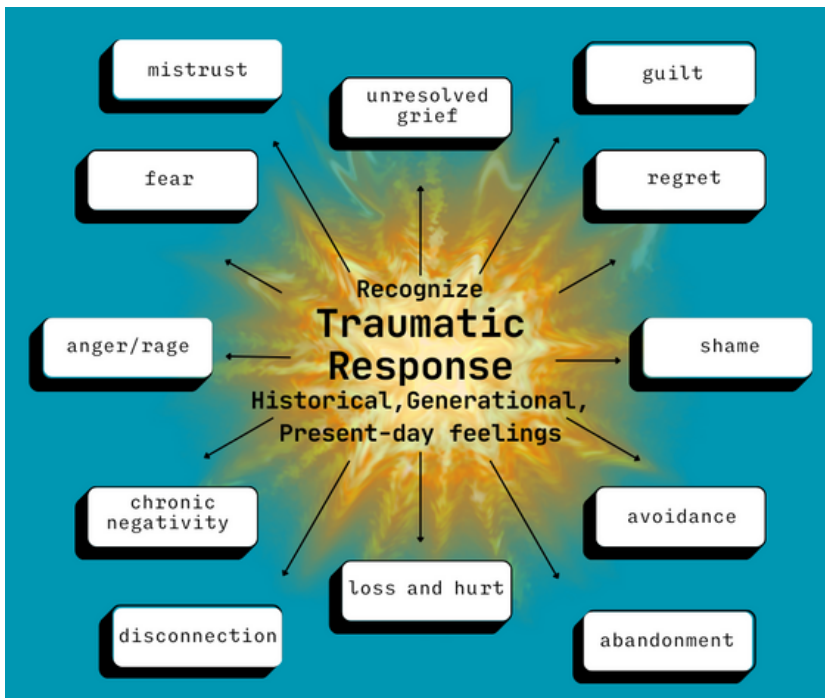 mistrust
unresolved
grief
guilt
fear
regret
Recognize
Traumatic
Response
Historical,Generational,
Present-day feelings
anger/rage
shame
chronic
negativity
avoidance
loss and hurt
disconnection
abandonment